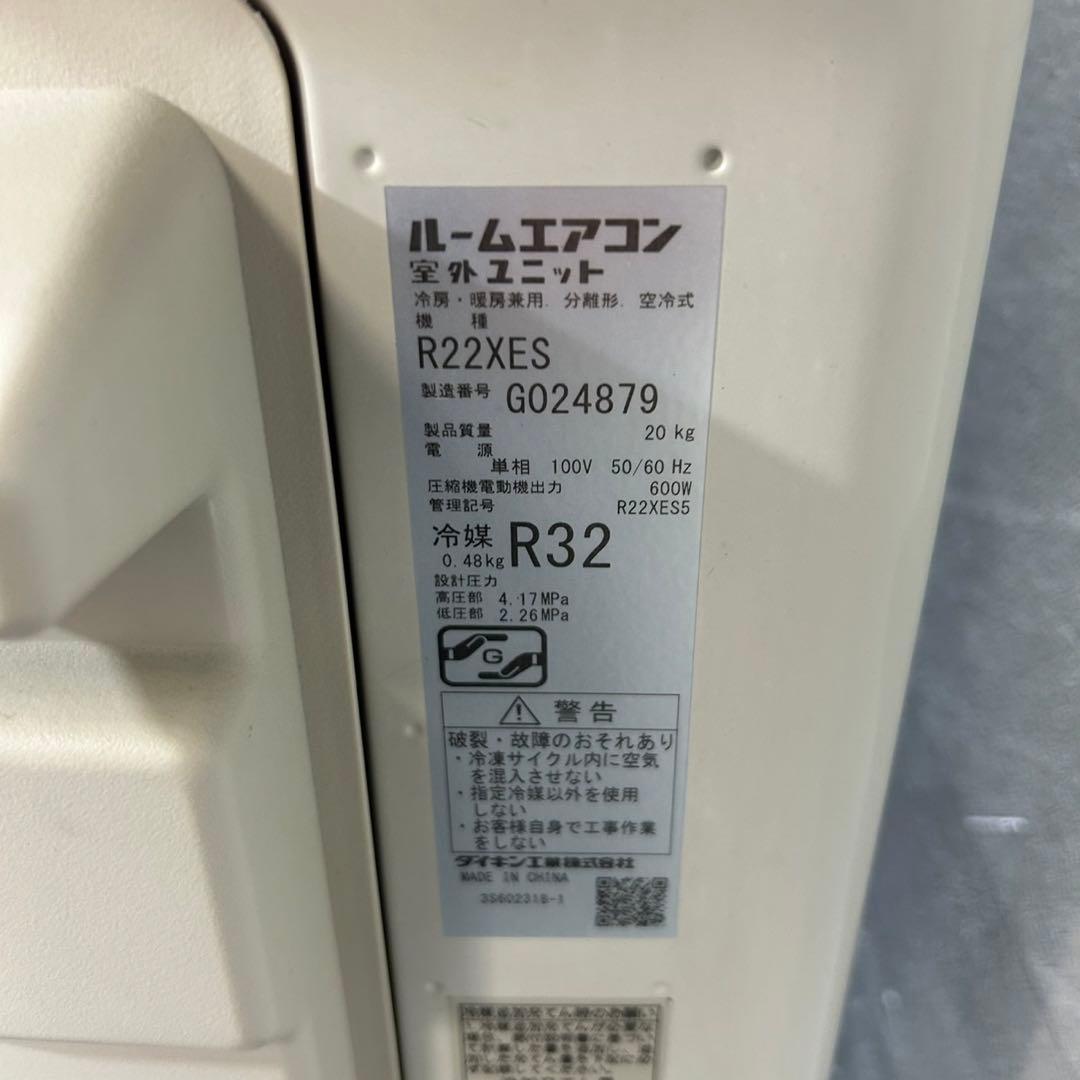 ルームエアコン
室外ユニット
冷房・暖房兼用. 分離形. 空冷式
機 種
R22XES
製造番号 G024879
製品質量 20 kg
電 源
単相 100V 50/60 Hz
圧縮機電動機出力 600W
管理記号 R22XES5
冷媒 R32
0.48kg
設計圧力
高圧部 4.17MPa
低圧部 2.26MPa
G
警告
破裂・故障のおそれあり
・冷凍サイクル内に空気
を混入させない
・指定冷媒以外を使用
しない
・お客様自身で工事作業
をしない
ダイキン工業株式会社
MADE IN CHINA
3S60231B-1